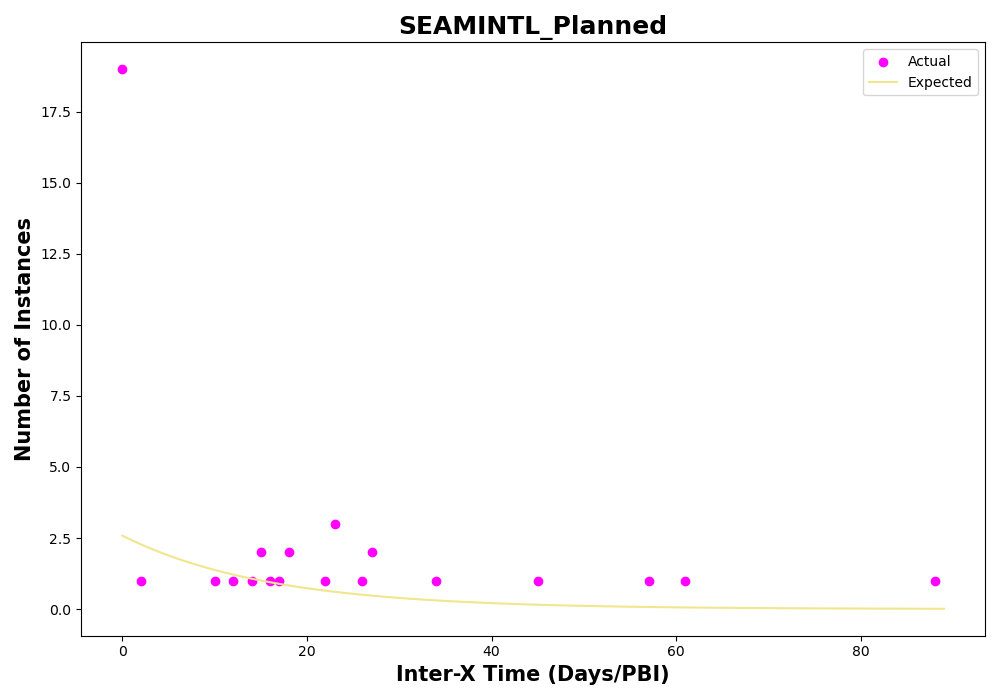 SEAMINTL_Planned
Actual
Expected
17.5
15.0
12.5
10.0
7.5
5.0
2.5
0.0
Number of Instances
0
20
40
60
80
Inter-X Time (Days/PBI)